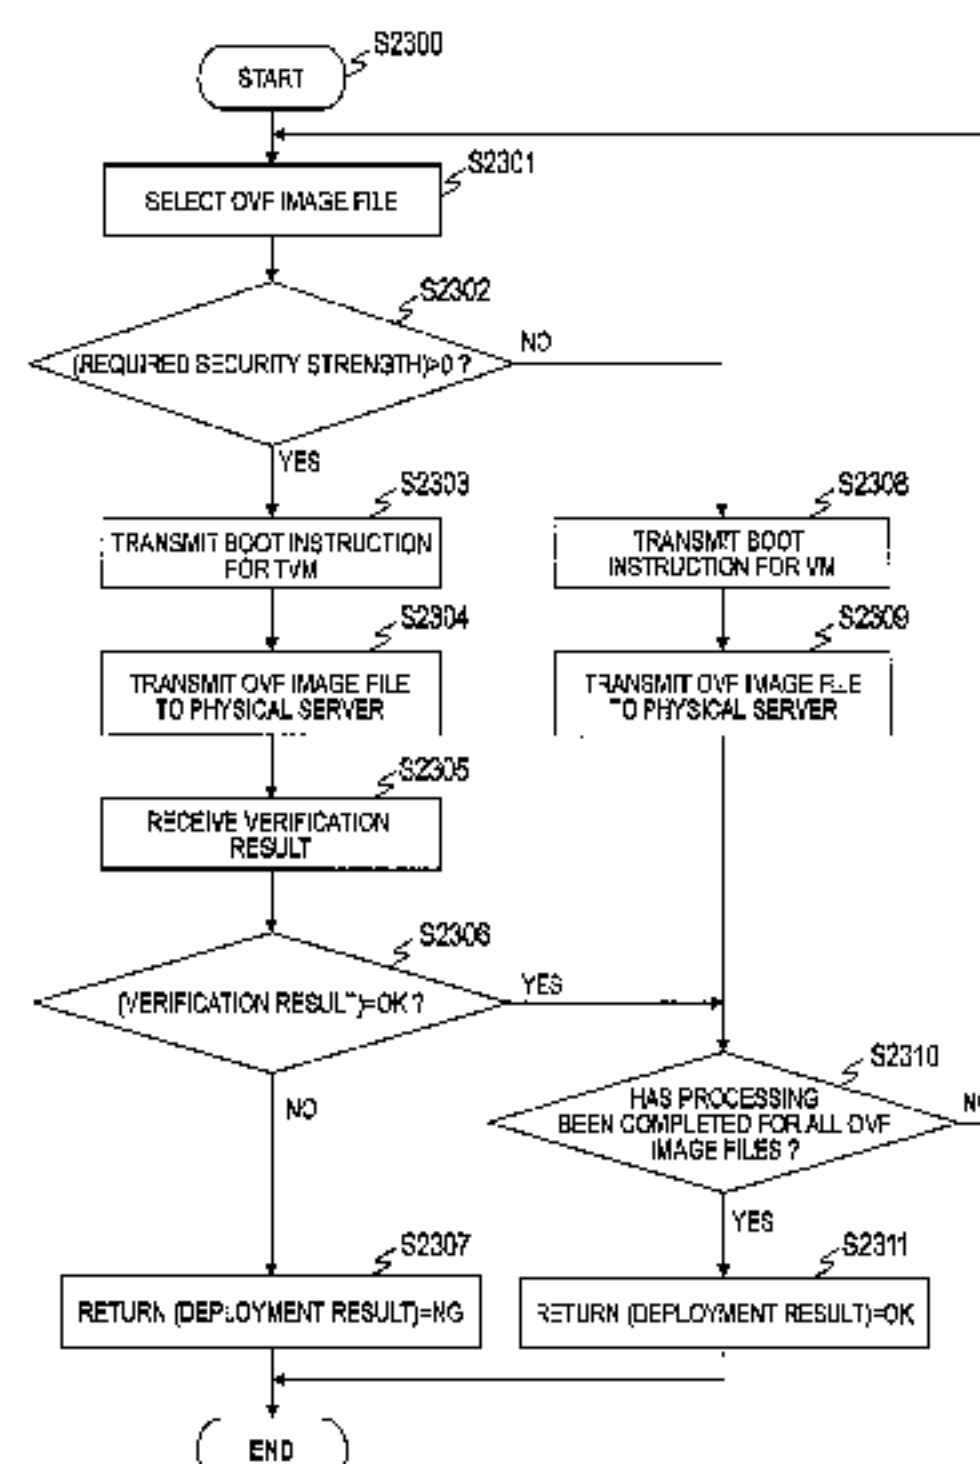 S2300
START
S2301
SELECT OVF IMAGE FILE
S2302
(REQUIRED SECURITY STRENGTH)>0 ?
NO
YES
S2303
TRANSMIT BOOT INSTRUCTION
FOR TVM
S2308
TRANSMIT BOOT
INSTRUCTION FOR VM
S2304
TRANSMIT OVF IMAGE FILE
TO PHYSICAL SERVER
S2309
TRANSMIT OVF IMAGE FILE
TO PHYSICAL SERVER
S2305
RECEIVE VERIFICATION
RESULT
S2306
(VERIFICATION RESULT)=OK ?
YES
NO
S2310
HAS PROCESSING
BEEN COMPLETED FOR ALL OVF
IMAGE FILES ?
NO
YES
S2307
RETURN (DEPLOYMENT RESULT)=NG
S2311
RETURN (DEPLOYMENT RESULT)=OK
END